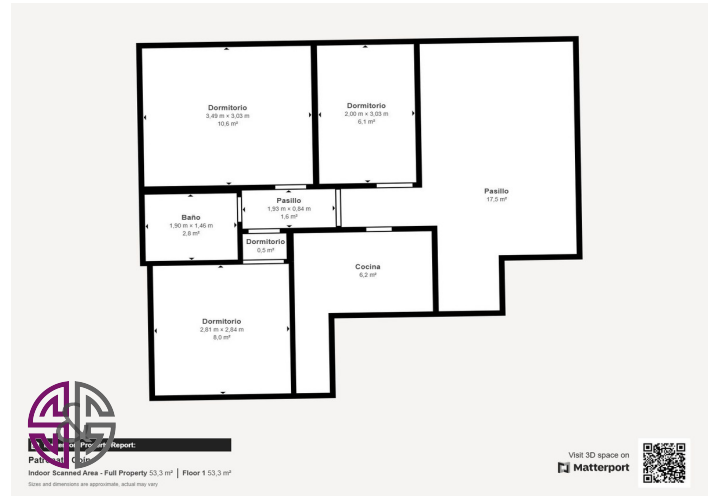 Dormitorio
3,49 m × 3,03 m
10,6 m²
Dormitorio
2,00 m × 3,03 m
6,1 m²
Pasillo
17,5 m²
Pasillo
1,93 m × 0,84 m
1,6 m²
Baño
1,90 m × 1,46 m
2,8 m²
Dormitorio
0,5 m²
Cocina
6,2 m²
Dormitorio
2,81 m × 2,84 m
8,0 m²
Property Report:
Indoor Scanned Area - Full Property 53,3 m² | Floor 1 53,3 m²
Sizes and dimensions are approximate, actual may vary
Visit 3D space on
Matterport